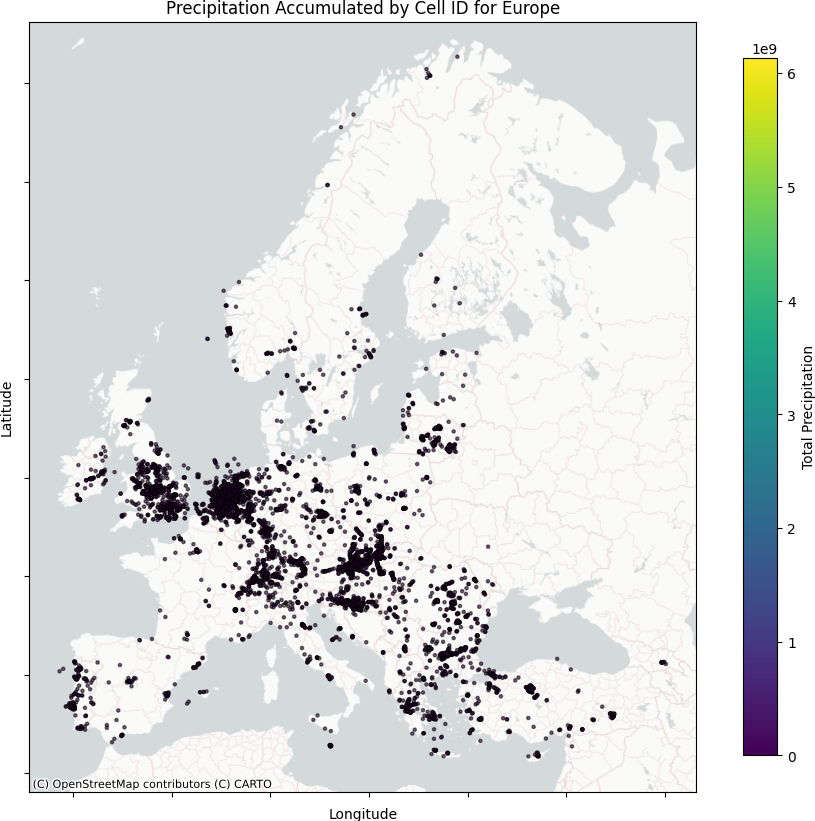 Precipitation Accumulated by Cell ID for Europe
1e9
6
5
4
3
2
1
0
Total Precipitation
Latitude
(C) OpenStreetMap contributors (C) CARTO
Longitude